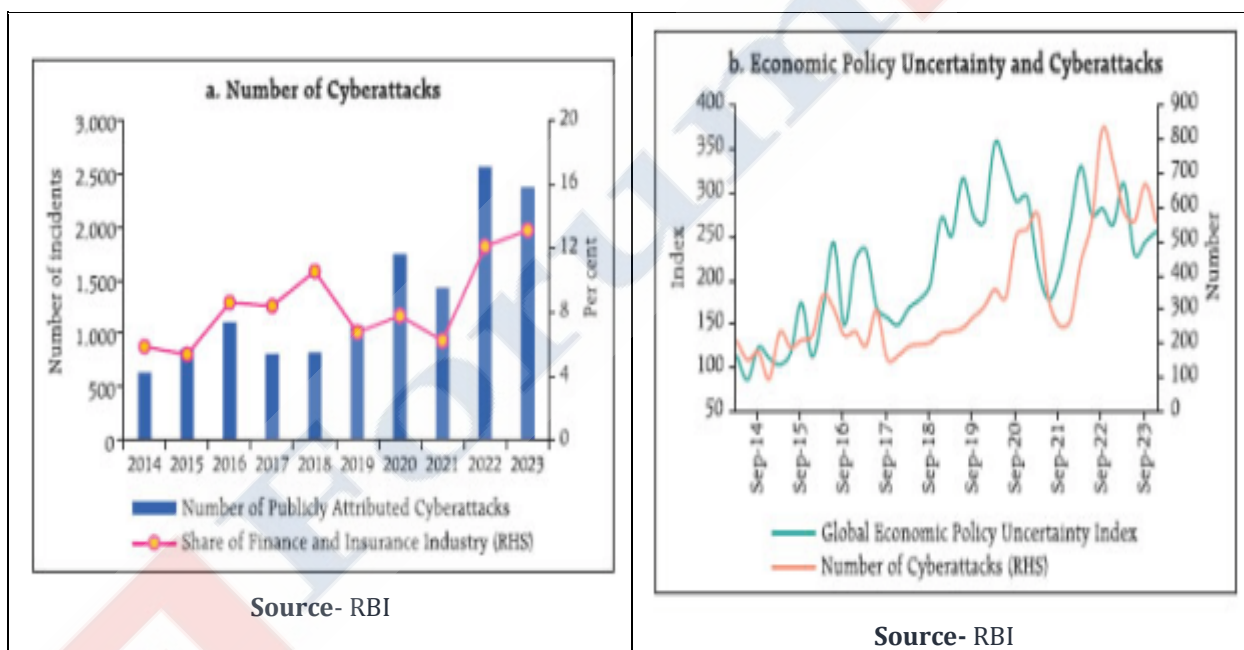 a. Number of Cyberattacks
3,000
2,500
2,000
1,500
1,000
500
0
Number of incidents
20
16
12
8
4
0
Per cent
2014 2015 2016 2017 2018 2019 2020 2021 2022 2023
Number of Publicly Attributed Cyberattacks
Share of Finance and Insurance Industry (RHS)
Source- RBI
b. Economic Policy Uncertainty and Cyberattacks
400
350
300
250
200
150
100
50
Index
900
800
700
600
500
400
300
200
100
0
Number
Sep-14 Sep-15 Sep-16 Sep-17 Sep-18 Sep-19 Sep-20 Sep-21 Sep-22 Sep-23
Global Economic Policy Uncertainty Index
Number of Cyberattacks (RHS)
Source- RBI
Forum